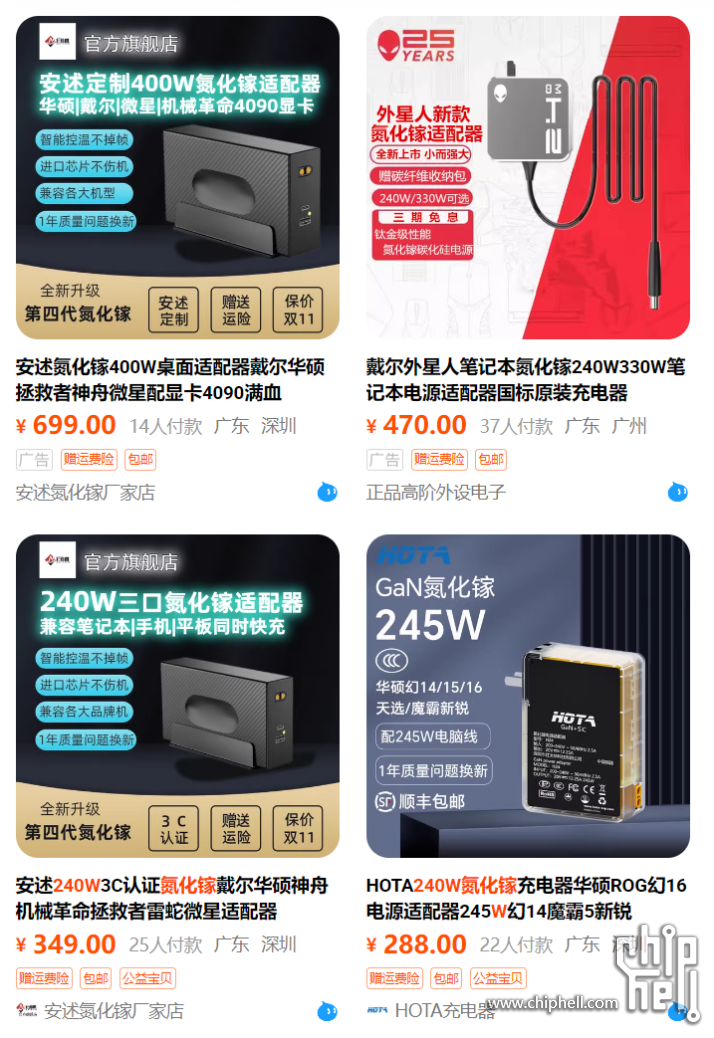 官方旗舰店
安述定制400W氮化镓适配器
华硕|戴尔|微星|机械革命4090显卡
智能控温不掉帧
进口芯片不伤机
兼容各大机型
1年质量问题换新
全新升级
第四代氮化镓
安述
定制
赠送
运险
保价
双11
安述氮化镓400W桌面适配器戴尔华硕
拯救者神舟微星配显卡4090满血
¥ 699.00 14人付款 广东 深圳
广告 赠运费险 包邮
安述氮化镓厂家店
25
YEARS
外星人新款
氮化镓适配器
全新上市 小而强大
赠碳纤维收纳包
240W/330W可选
三期免息
钛金级性能
氮化镓碳化硅电源
戴尔外星人笔记本氮化镓240W330W笔
记本电源适配器国标原装充电器
¥ 470.00 37人付款 广东 广州
广告 赠运费险 包邮
正品高阶外设电子
官方旗舰店
240W三口氮化镓适配器
兼容笔记本|手机|平板同时快充
智能控温不掉帧
进口芯片不伤机
兼容各大品牌机
1年质量问题换新
全新升级
第四代氮化镓
3 C
认证
赠送
运险
保价
双11
安述240W3C认证氮化镓戴尔华硕神舟
机械革命拯救者雷蛇微星适配器
¥ 349.00 25人付款 广东 深圳
赠运费险 包邮 公益宝贝
安述氮化镓厂家店
HOTA
GaN氮化镓
245W
华硕幻14/15/16
天选/魔霸新锐
配245W电脑线
1年质量问题换新
顺丰包邮
HOTA
GaN+SiC
HOTA240W氮化镓充电器华硕ROG幻16
电源适配器245W幻14魔霸5新锐
¥ 288.00 22人付款 广东 深圳
赠运费险 包邮 公益宝贝
HOTA HOTA充电器
www.chiphell.com
chip
hell